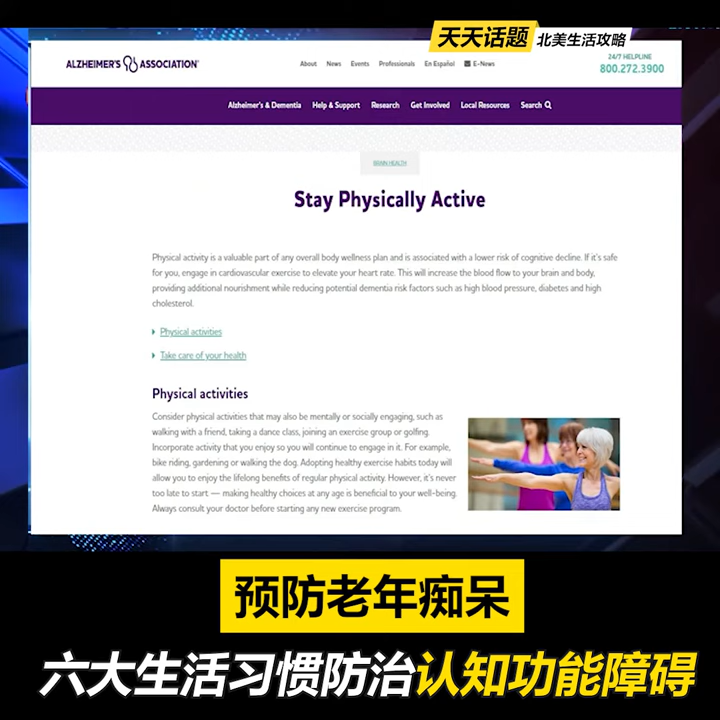 天天话题 北美生活攻略
ALZHEIMER'S ASSOCIATION®
About News Events Professionals En Español E-News
24/7 HELPLINE
800.272.3900
Alzheimer's & Dementia Help & Support Research Get Involved Local Resources Search
BRAIN HEALTH
Stay Physically Active
Physical activity is a valuable part of any overall body wellness plan and is associated with a lower risk of cognitive decline. If it's safe
for you, engage in cardiovascular exercise to elevate your heart rate. This will increase the blood flow to your brain and body,
providing additional nourishment while reducing potential dementia risk factors such as high blood pressure, diabetes and high
cholesterol.
Physical activities
Take care of your health
Physical activities
Consider physical activities that may also be mentally or socially engaging, such as
walking with a friend, taking a dance class, joining an exercise group or golfing.
Incorporate activity that you enjoy so you will continue to engage in it. For example,
bike riding, gardening or walking the dog. Adopting healthy exercise habits today will
allow you to enjoy the lifelong benefits of regular physical activity. However, it's never
too late to start — making healthy choices at any age is beneficial to your well-being.
Always consult your doctor before starting any new exercise program.
预防老年痴呆
六大生活习惯防治认知功能障碍